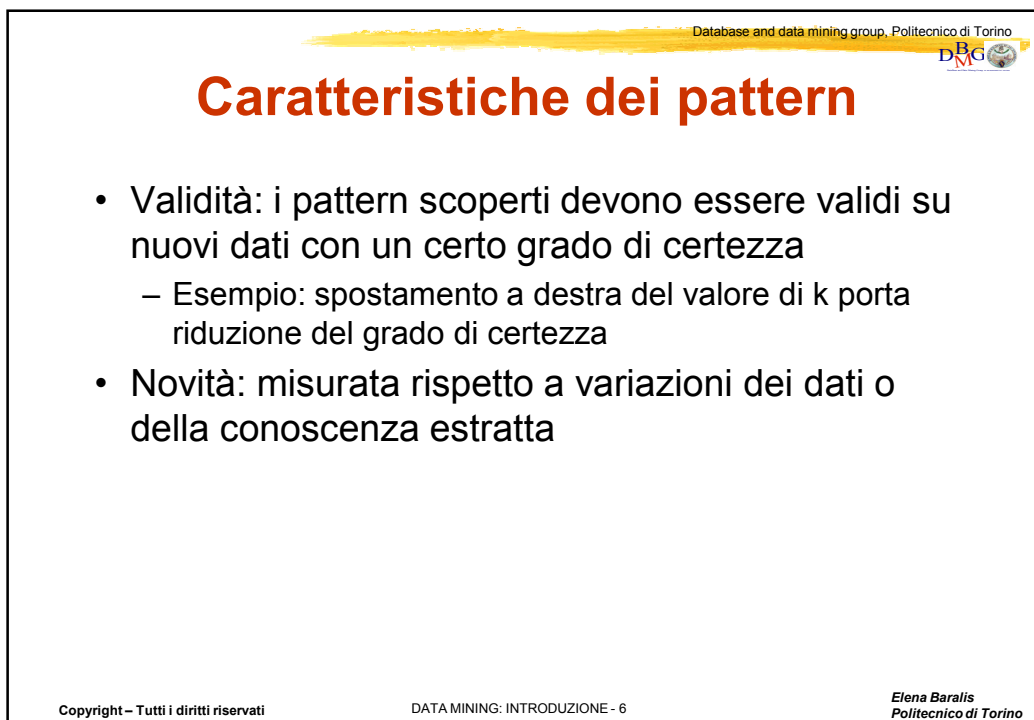 Database and data mining group, Politecnico di Torino
DBMG
Caratteristiche dei pattern
• Validità: i pattern scoperti devono essere validi su
nuovi dati con un certo grado di certezza
– Esempio: spostamento a destra del valore di k porta
riduzione del grado di certezza
• Novità: misurata rispetto a variazioni dei dati o
della conoscenza estratta
Copyright – Tutti i diritti riservati
DATA MINING: INTRODUZIONE - 6
Elena Baralis
Politecnico di Torino